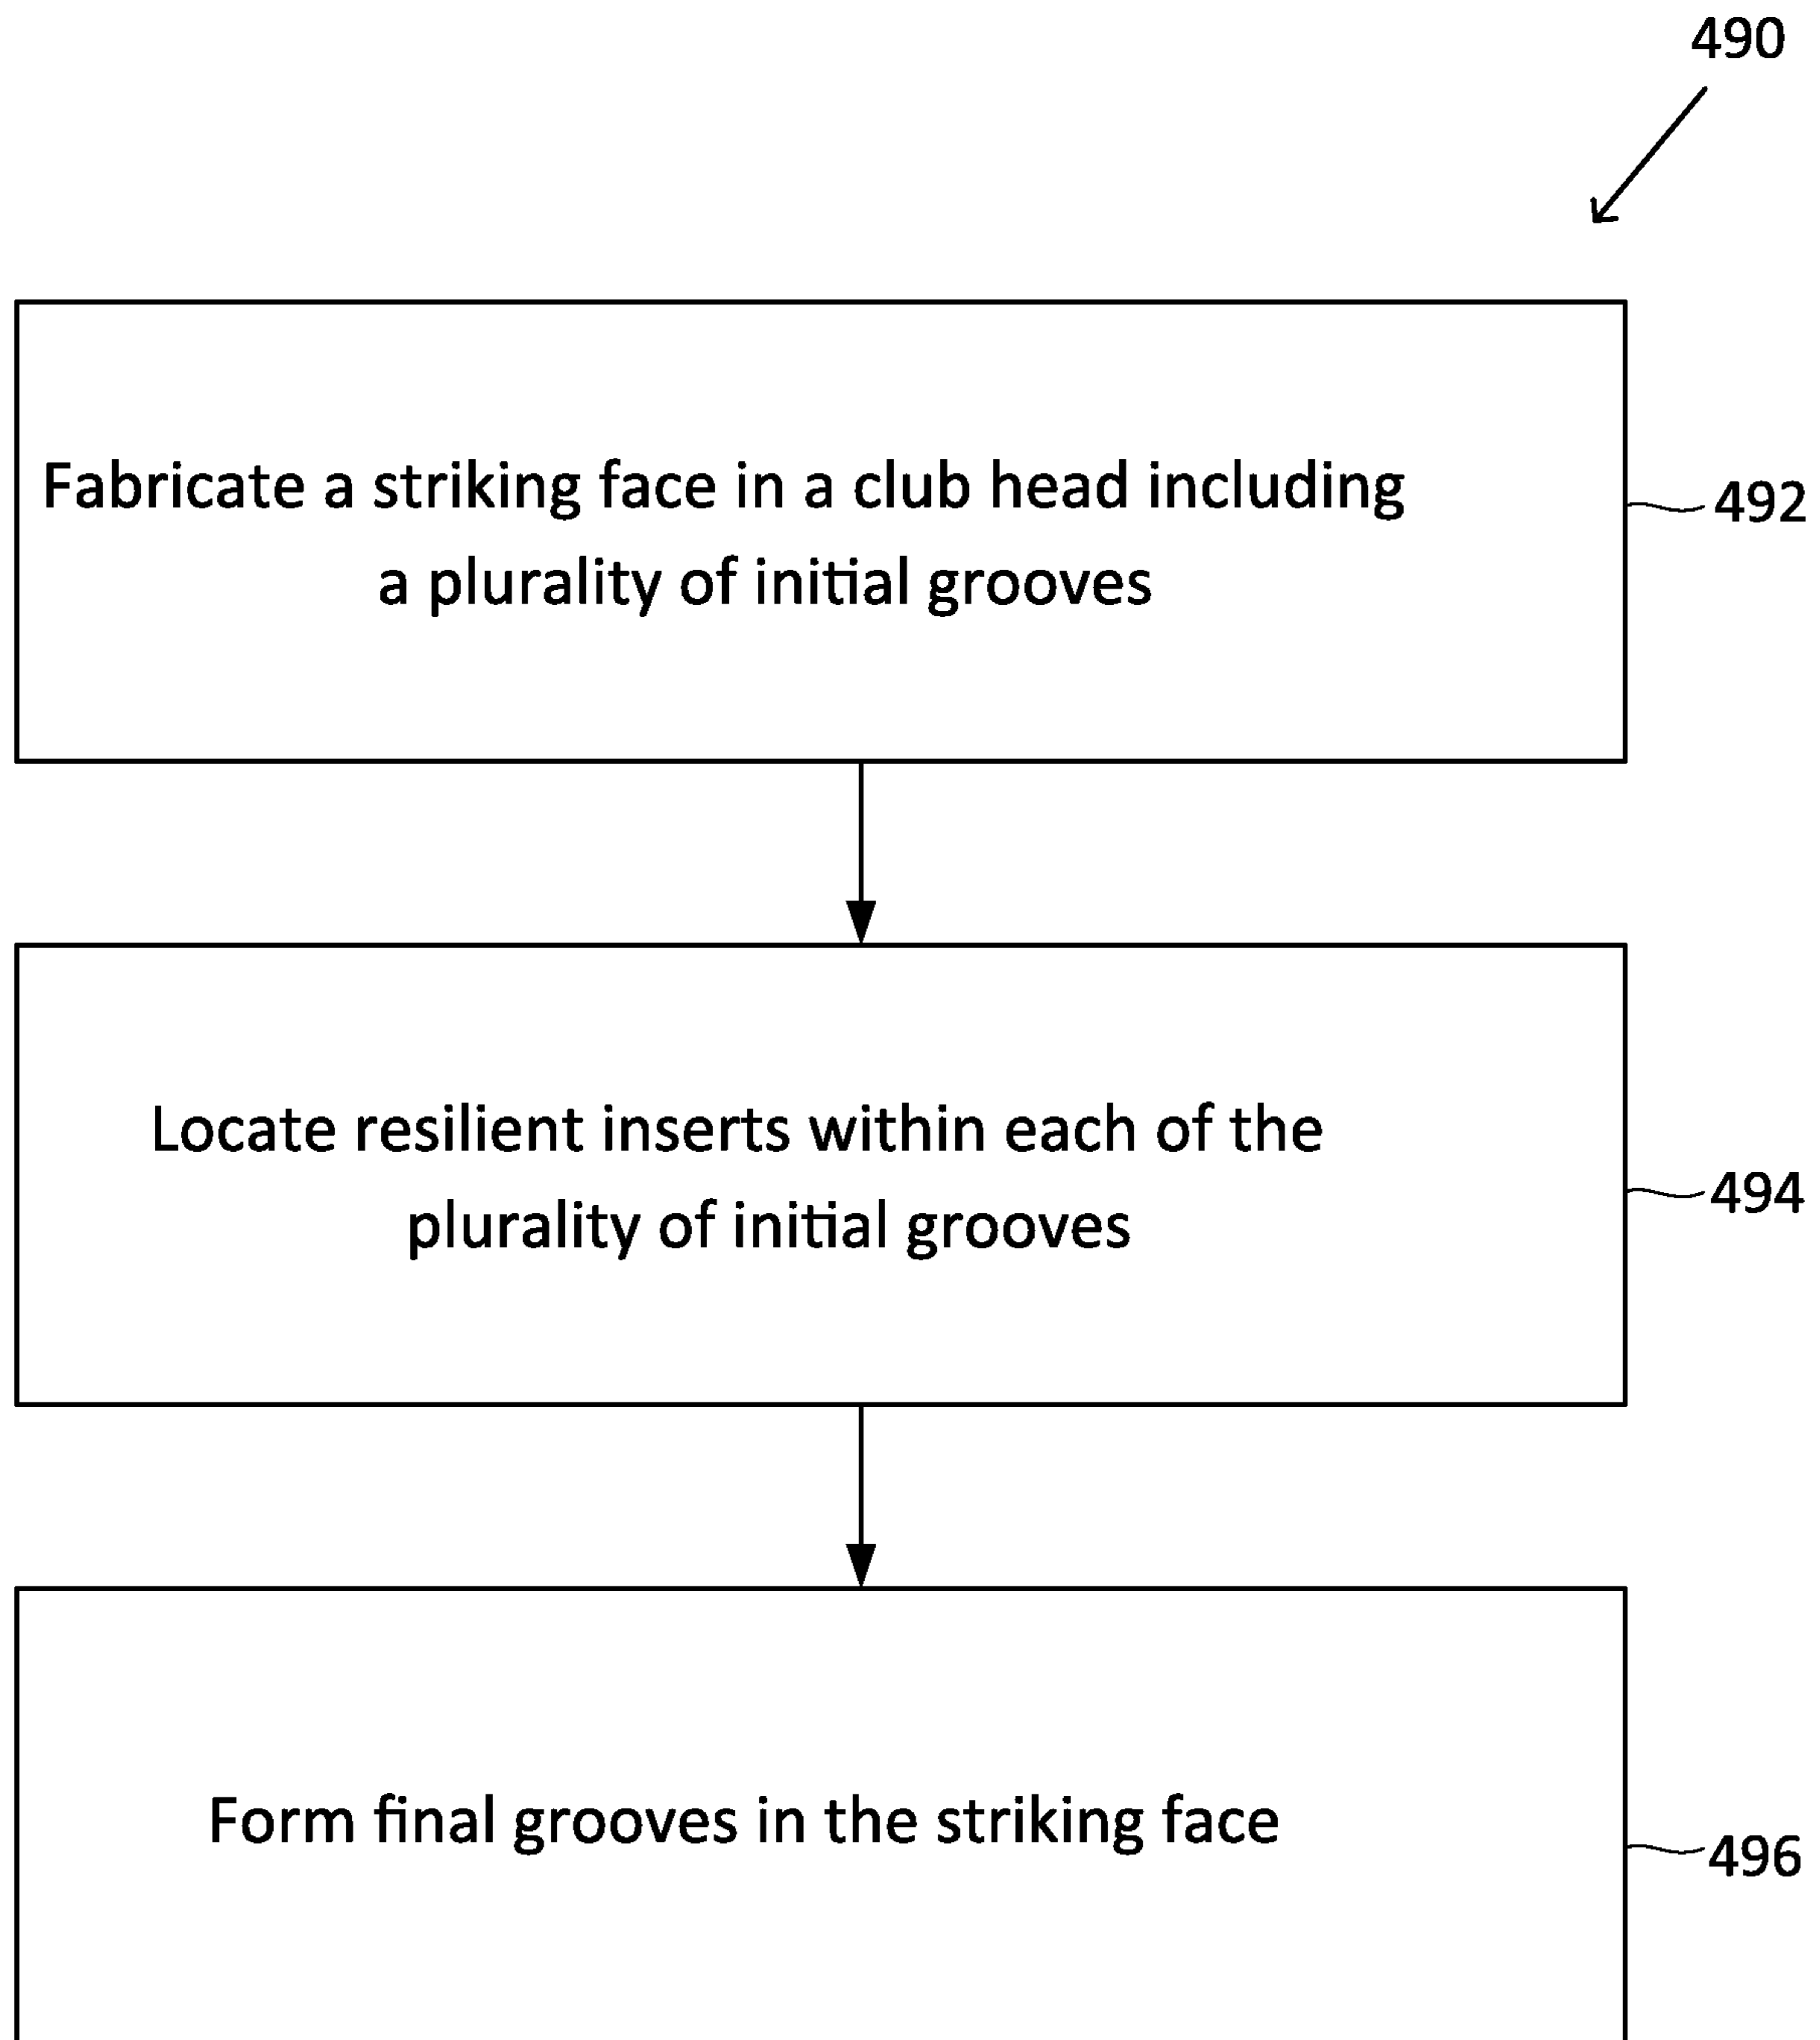 490
Fabricate a striking face in a club head including
a plurality of initial grooves
492
Locate resilient inserts within each of the
plurality of initial grooves
494
Form final grooves in the striking face
496